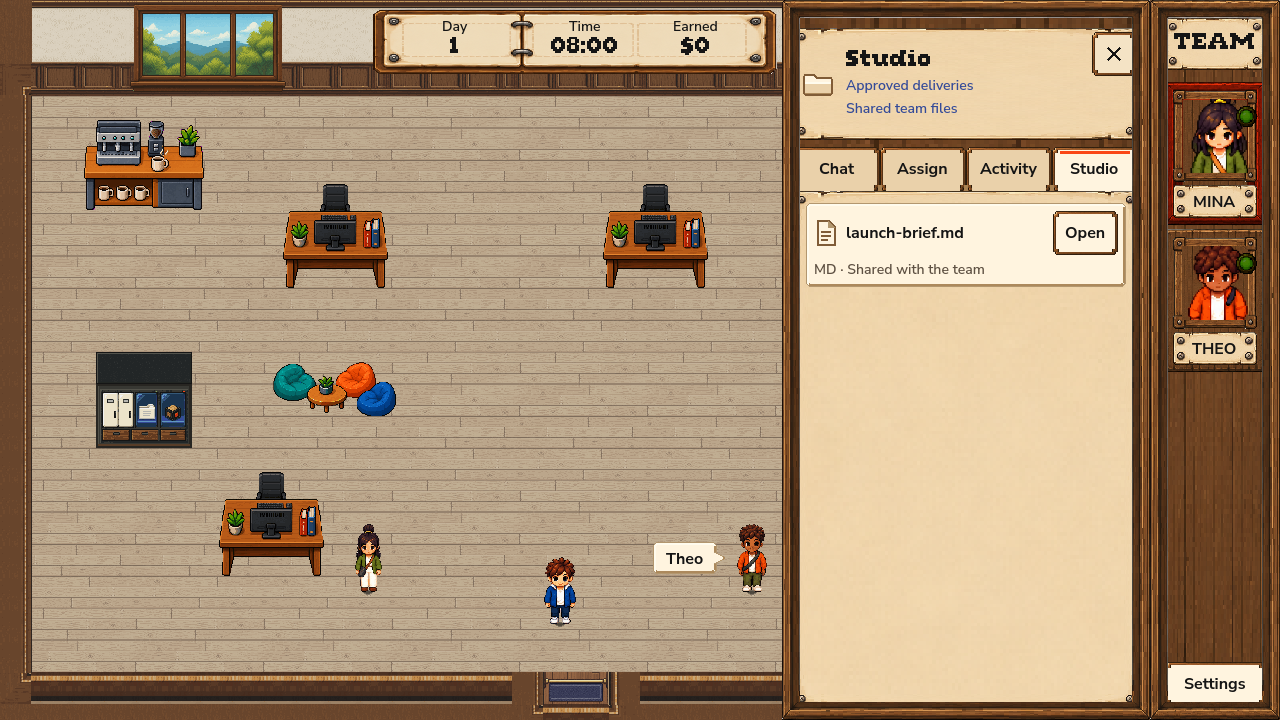 Day
1
Time
08:00
Earned
$0
Theo
Studio
Approved deliveries
Shared team files
Chat
Assign
Activity
Studio
launch-brief.md
Open
MD · Shared with the team
TEAM
MINA
THEO
Settings